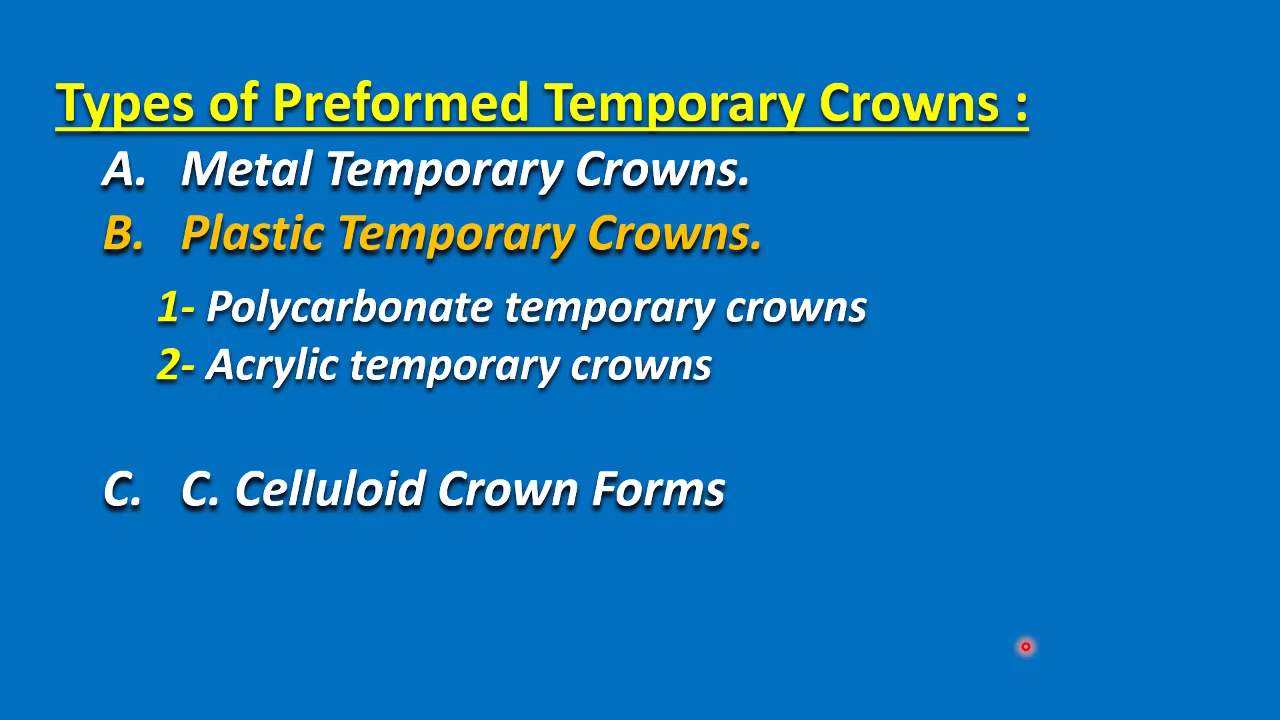 Types of Preformed Temporary Crowns :
A. Metal Temporary Crowns.
B. Plastic Temporary Crowns.
1- Polycarbonate temporary crowns
2- Acrylic temporary crowns
C. C. Celluloid Crown Forms